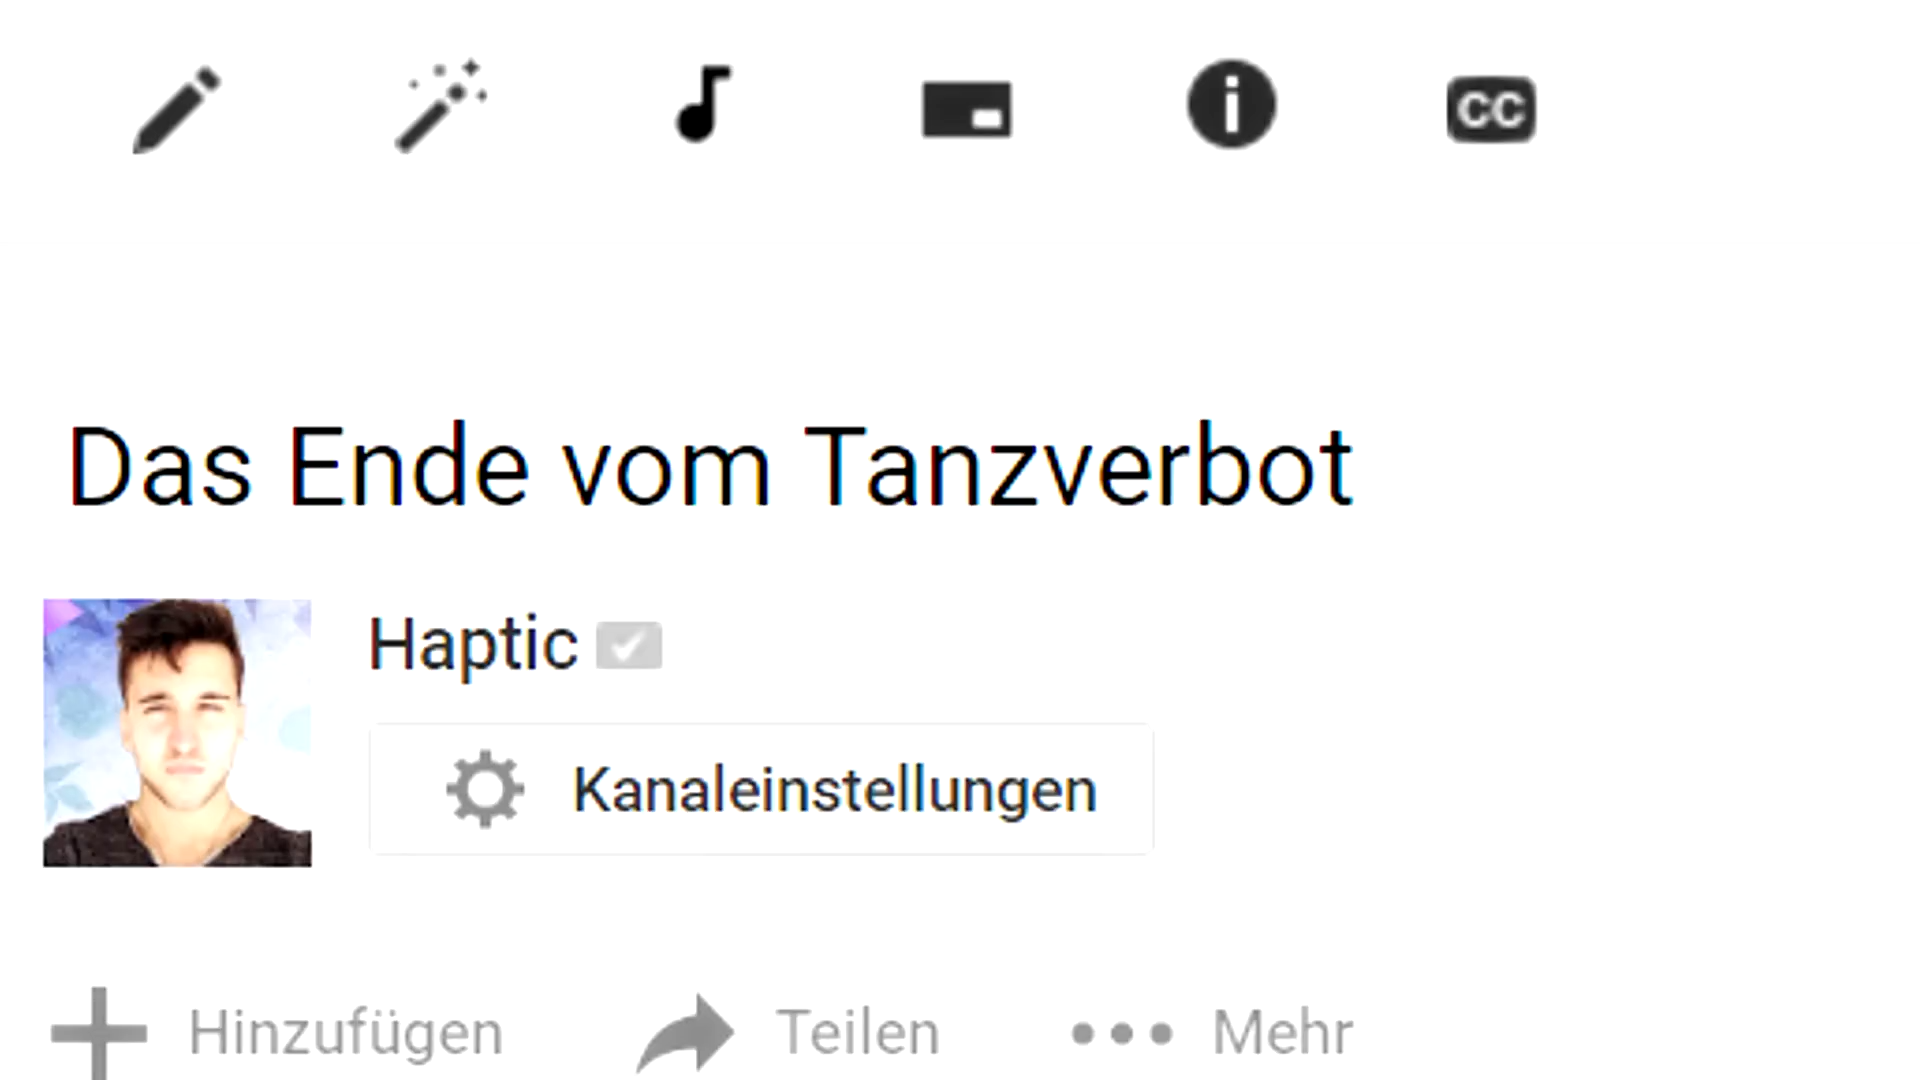 i CC
Das Ende vom Tanzverbot
Haptic
Kanaleinstellungen
Hinzufügen Teilen Mehr